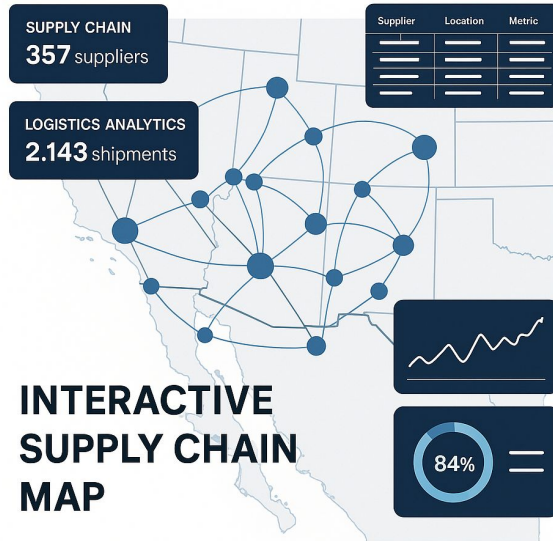 SUPPLY CHAIN
357 suppliers
LOGISTICS ANALYTICS
2.143 shipments
Supplier Location Metric
84%
INTERACTIVE
SUPPLY CHAIN
MAP